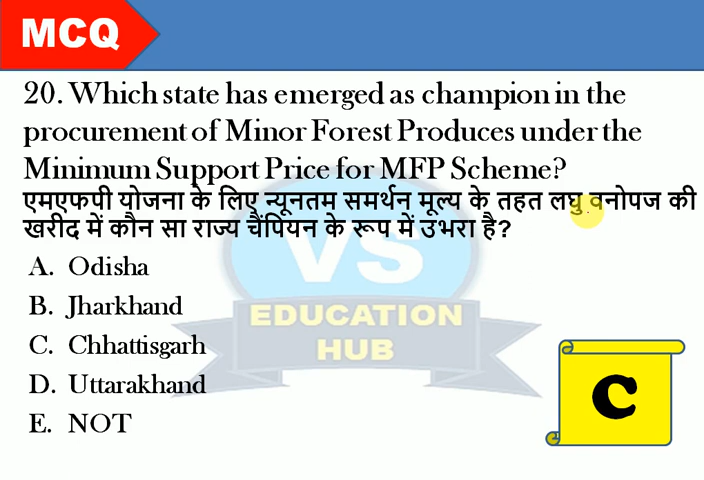 MCQ
20. Which state has emerged as champion in the
procurement of Minor Forest Produces under the
Minimum Support Price for MFP Scheme?
एमएफपी योजना के लिए न्यूनतम समर्थन मूल्य के तहत लघु वनोपज की
खरीद में कौन सा राज्य चैंपियन के रूप में उभरा है?
A. Odisha
B. Jharkhand
C. Chhattisgarh
D. Uttarakhand
E. NOT
VS
EDUCATION
HUB
C